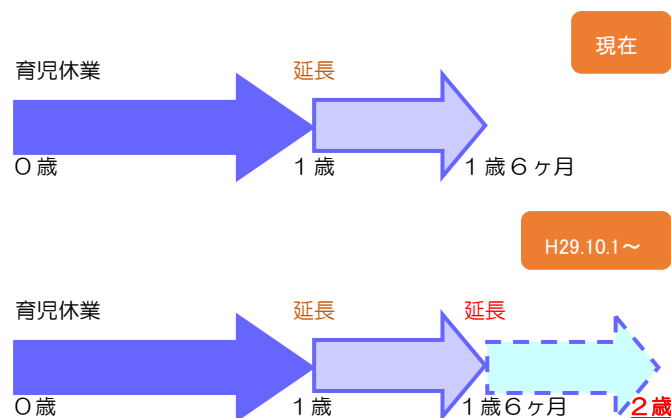 現在
育児休業 延長
０歳 １歳 １歳６ヶ月
H29.10.1～
育児休業 延長 延長
０歳 １歳 １歳６ヶ月 ２歳